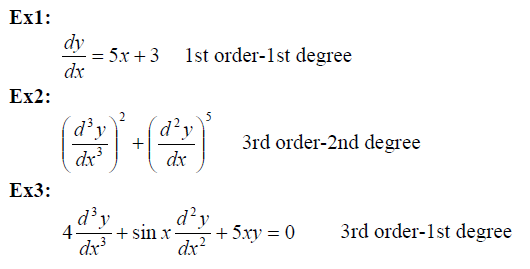 Ex1:
dy/dx = 5x + 3 1st order-1st degree
Ex2:
(d³y/dx³)² + (d²y/dx)⁵ 3rd order-2nd degree
Ex3:
4 d³y/dx³ + sin x d²y/dx² + 5xy = 0 3rd order-1st degree